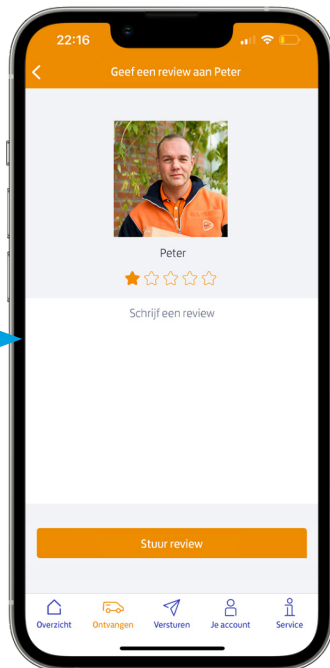 22:16
Geef een review aan Peter
Peter
Schrijf een review
Stuur review
Overzicht Ontvangen Versturen Je account Service